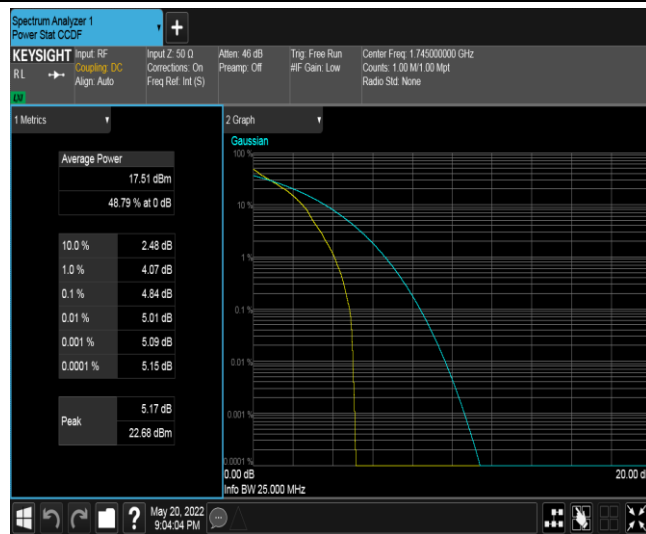 Spectrum Analyzer 1
Power Stat CCDF
+
KEYSIGHT Input: RF Input Z: 50 Ω Atten: 46 dB Trig: Free Run Center Freq: 1.745000000 GHz
RL Coupling: DC Corrections: On Preamp: Off #IF Gain: Low Counts: 1.00 M/1.00 Mpt
Align: Auto Freq Ref: Int (S) Radio Std: None
LXI
1 Metrics
Average Power
17.51 dBm
48.79 % at 0 dB
10.0 % 2.48 dB
1.0 % 4.07 dB
0.1 % 4.84 dB
0.01 % 5.01 dB
0.001 % 5.09 dB
0.0001 % 5.15 dB
Peak 5.17 dB
22.68 dBm
2 Graph
Gaussian
100 %
10 %
1 %
0.1 %
0.01 %
0.001 %
0.0001 %
0.00 dB 20.00 d
Info BW 25.000 MHz
? May 20, 2022
9:04:04 PM